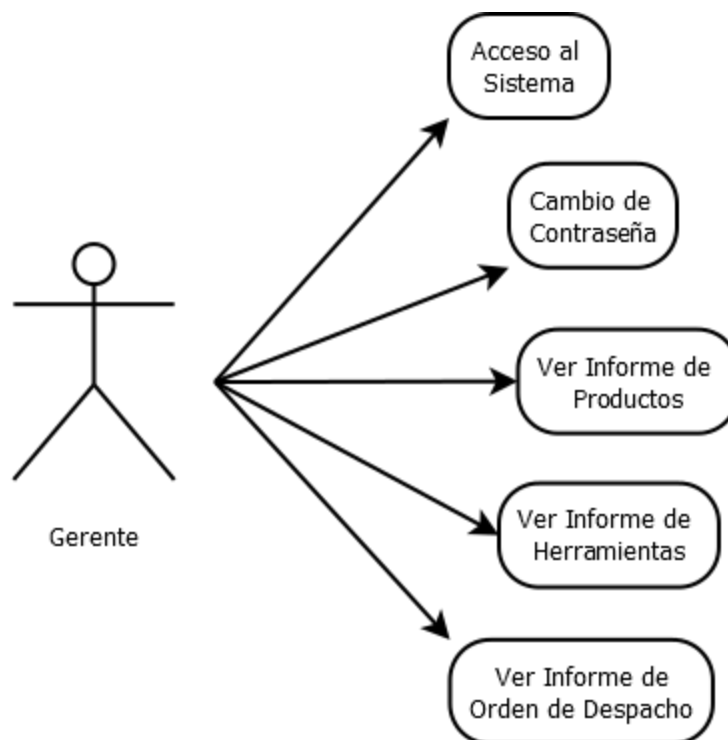 Acceso al
Sistema
Cambio de
Contraseña
Ver Informe de
Productos
Gerente
Ver Informe de
Herramientas
Ver Informe de
Orden de Despacho